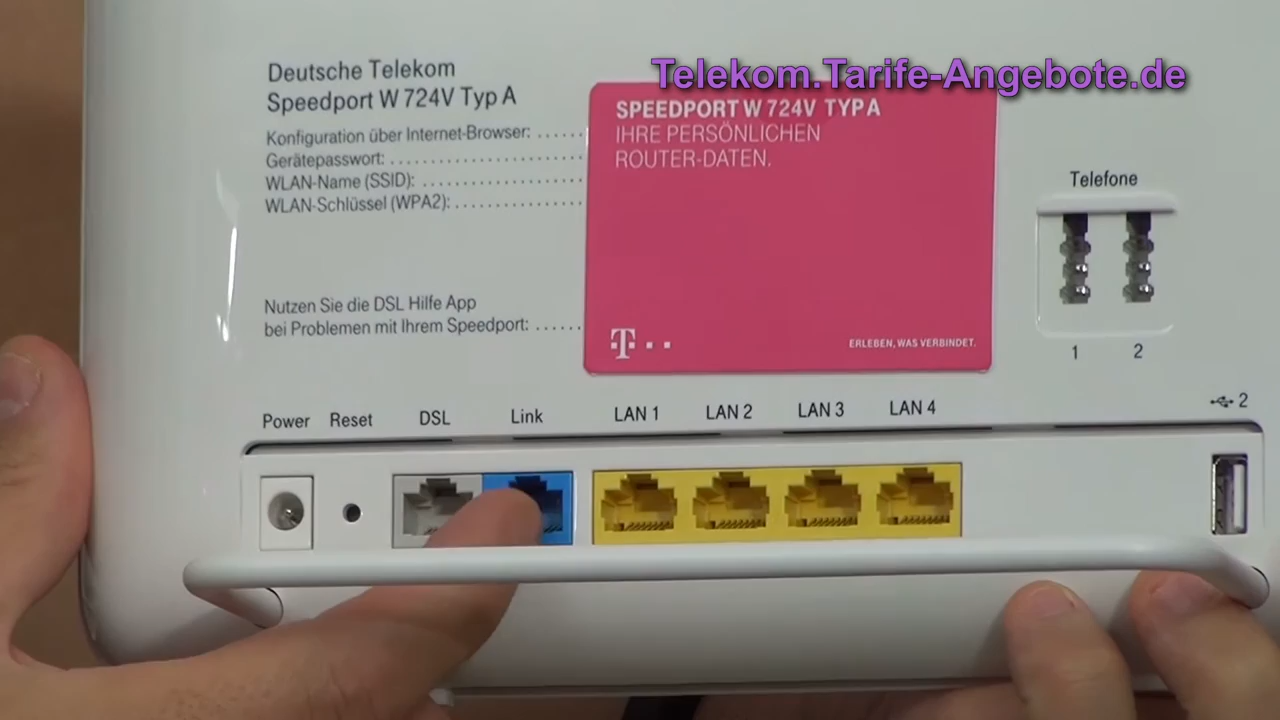 Telekom.Tarife-Angebote.de
Deutsche Telekom
Speedport W 724V Typ A
Konfiguration über Internet-Browser: ......
Gerätepasswort: ..........................
WLAN-Name (SSID): ......................
WLAN-Schlüssel (WPA2): .................
Nutzen Sie die DSL Hilfe App
bei Problemen mit Ihrem Speedport: ......
SPEEDPORT W 724V TYP A
IHRE PERSÖNLICHEN
ROUTER-DATEN.
T
ERLEBEN, WAS VERBINDET.
Telefone
1 2
Power Reset DSL Link LAN 1 LAN 2 LAN 3 LAN 4 2